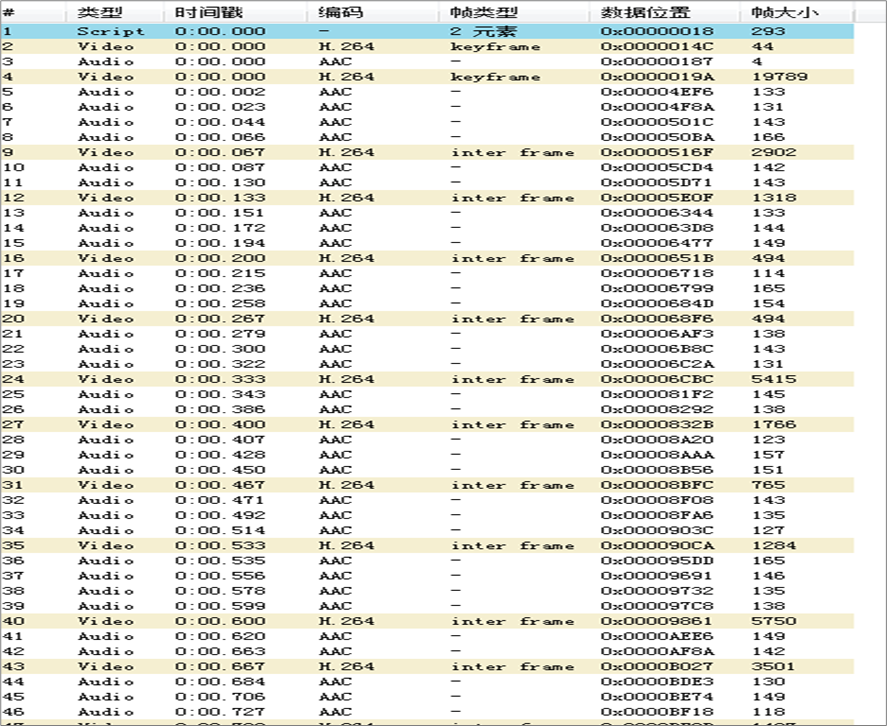 # 类型 时间戳 编码 帧类型 数据位置 帧大小
1 Script 0:00.000 - 2 元素 0x00000018 293
2 Video 0:00.000 H.264 keyframe 0x0000014C 44
3 Audio 0:00.000 AAC - 0x00000187 4
4 Video 0:00.000 H.264 keyframe 0x0000019A 19789
5 Audio 0:00.002 AAC - 0x00004EF6 133
6 Audio 0:00.023 AAC - 0x00004F8A 131
7 Audio 0:00.044 AAC - 0x0000501C 143
8 Audio 0:00.066 AAC - 0x000050BA 166
9 Video 0:00.067 H.264 inter frame 0x0000516F 2902
10 Audio 0:00.087 AAC - 0x00005CD4 142
11 Audio 0:00.130 AAC - 0x00005D71 143
12 Video 0:00.133 H.264 inter frame 0x00005E0F 1318
13 Audio 0:00.151 AAC - 0x00006344 133
14 Audio 0:00.172 AAC - 0x000063D8 144
15 Audio 0:00.194 AAC - 0x00006477 149
16 Video 0:00.200 H.264 inter frame 0x0000651B 494
17 Audio 0:00.215 AAC - 0x00006718 114
18 Audio 0:00.236 AAC - 0x00006799 165
19 Audio 0:00.258 AAC - 0x0000684D 154
20 Video 0:00.267 H.264 inter frame 0x000068F6 494
21 Audio 0:00.279 AAC - 0x00006AF3 138
22 Audio 0:00.300 AAC - 0x00006B8C 143
23 Audio 0:00.322 AAC - 0x00006C2A 131
24 Video 0:00.333 H.264 inter frame 0x00006CBC 5415
25 Audio 0:00.343 AAC - 0x000081F2 145
26 Audio 0:00.386 AAC - 0x00008292 138
27 Video 0:00.400 H.264 inter frame 0x0000832B 1766
28 Audio 0:00.407 AAC - 0x00008A20 123
29 Audio 0:00.428 AAC - 0x00008AAA 157
30 Audio 0:00.450 AAC - 0x00008B56 151
31 Video 0:00.467 H.264 inter frame 0x00008BFC 765
32 Audio 0:00.471 AAC - 0x00008F08 143
33 Audio 0:00.492 AAC - 0x00008FA6 135
34 Audio 0:00.514 AAC - 0x0000903C 127
35 Video 0:00.533 H.264 inter frame 0x000090CA 1284
36 Audio 0:00.535 AAC - 0x000095DD 165
37 Audio 0:00.556 AAC - 0x00009691 146
38 Audio 0:00.578 AAC - 0x00009732 135
39 Audio 0:00.599 AAC - 0x000097C8 138
40 Video 0:00.600 H.264 inter frame 0x00009861 5750
41 Audio 0:00.620 AAC - 0x0000AEE6 149
42 Audio 0:00.663 AAC - 0x0000AF8A 142
43 Video 0:00.667 H.264 inter frame 0x0000B027 3501
44 Audio 0:00.684 AAC - 0x0000BDE3 130
45 Audio 0:00.706 AAC - 0x0000BE74 149
46 Audio 0:00.727 AAC - 0x0000BF18 118